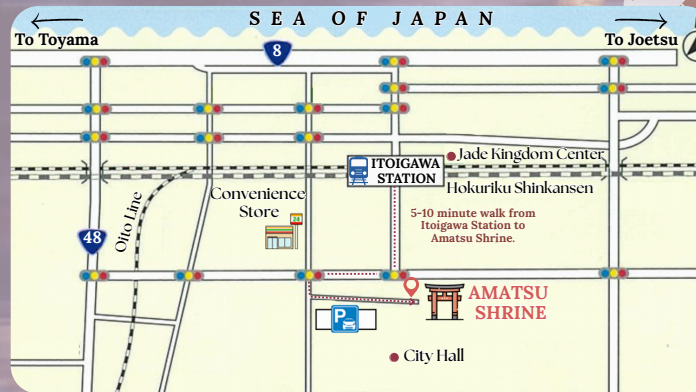 SEA OF JAPAN
To Toyama
To Joetsu
8
Jade Kingdom Center
ITOIGAWA
STATION
Hokuriku Shinkansen
Convenience
Store
24
Oito Line
48
5-10 minute walk from
Itoigawa Station to
Amatsu Shrine.
AMATSU
SHRINE
P
City Hall